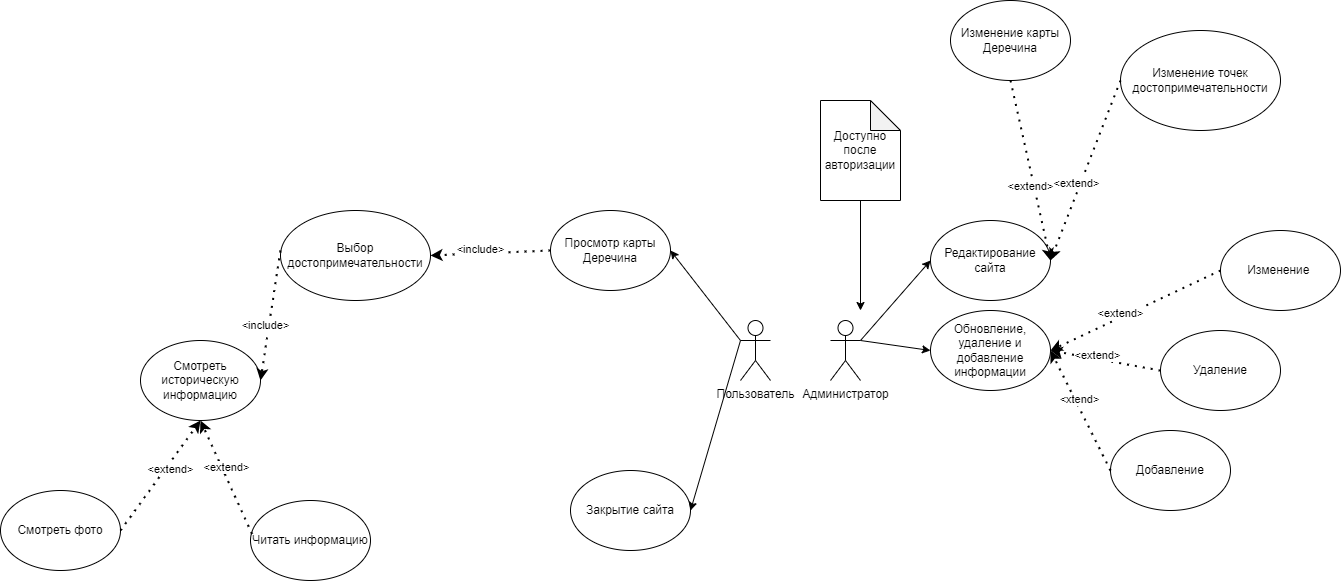 Изменение карты
Деречина
Изменение точек
достопримечательности
Доступно
после
авторизации
<extend>
<extend>
Выбор
достопримечательности
<include>
Просмотр карты
Деречина
Редактирование
сайта
Изменение
<extend>
<include>
Обновление,
удаление и
добавление
информации
<extend>
Удаление
Смотреть
историческую
информацию
Пользователь
Администратор
<xtend>
<extend>
<extend>
Добавление
Смотреть фото
Читать информацию
Закрытие сайта